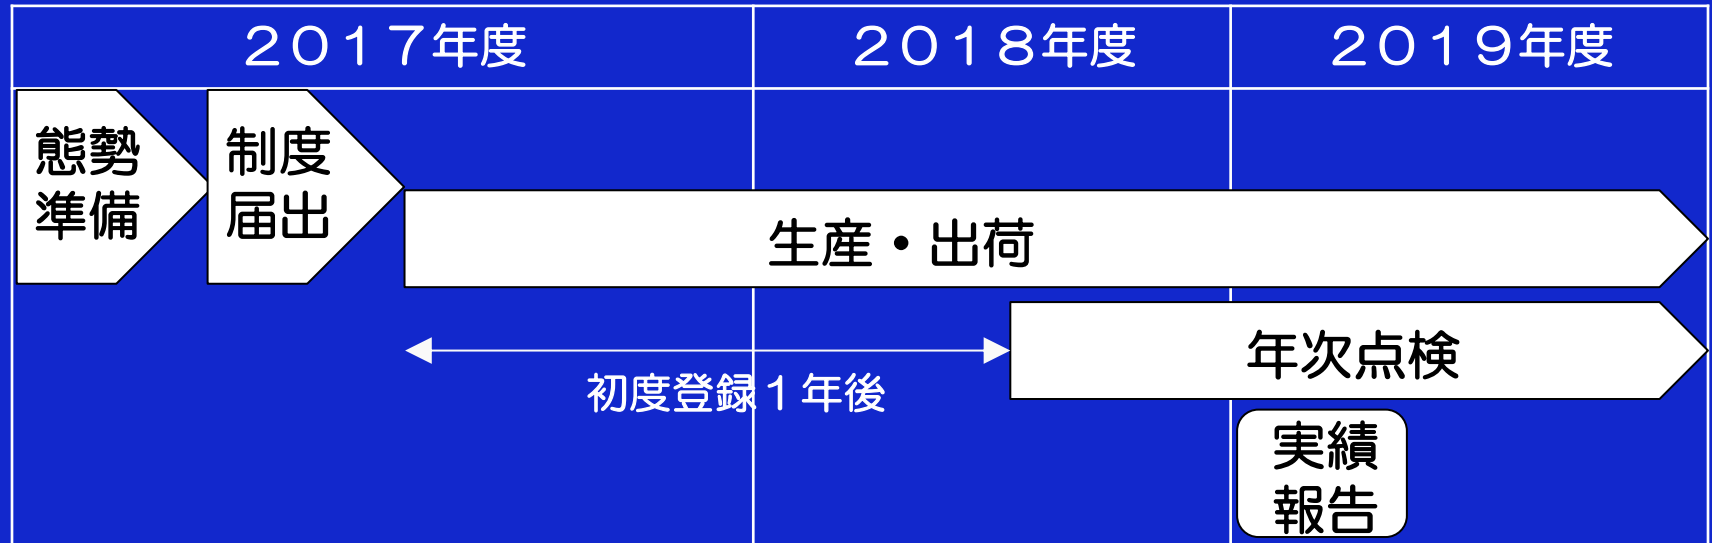 ２０１７年度
２０１８年度
２０１９年度
態勢
準備
制度
届出
生産・出荷
年次点検
初度登録１年後
実績
報告